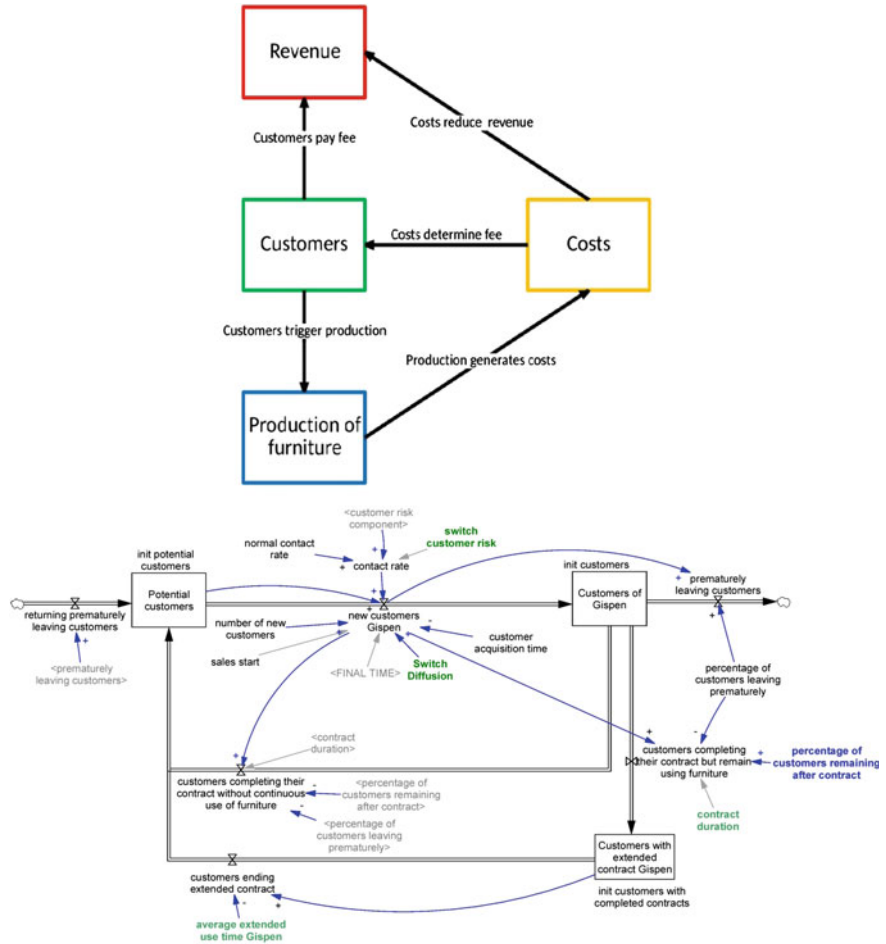 Revenue
Customers pay fee
Costs reduce revenue
Customers
Costs determine fee
Costs
Customers trigger production
Production generates costs
Production of
furniture
<customer risk
component>
switch
customer risk
normal contact
rate
contact rate
+
+
+
init potential
customers
Potential
customers
init customers
Customers of
Gispen
+
prematurely
leaving customers
+
returning prematurely
leaving customers
+
<prematurely
leaving customers>
number of new
customers
+
new customers
Gispen
+
-
sales start
<FINAL TIME>
Switch
Diffusion
customer
acquisition time
percentage of
customers leaving
prematurely
<contract
duration>
+
customers completing their
contract without continuous
use of furniture
-
<percentage of
customers remaining
after contract>
-
<percentage of
customers leaving
prematurely>
+
-
customers completing
their contract but remain
using furniture
+
percentage of
customers remaining
after contract
contract
duration
Customers with
extended
contract Gispen
init customers with
completed contracts
customers ending
extended contract
-
+
average extended
use time Gispen